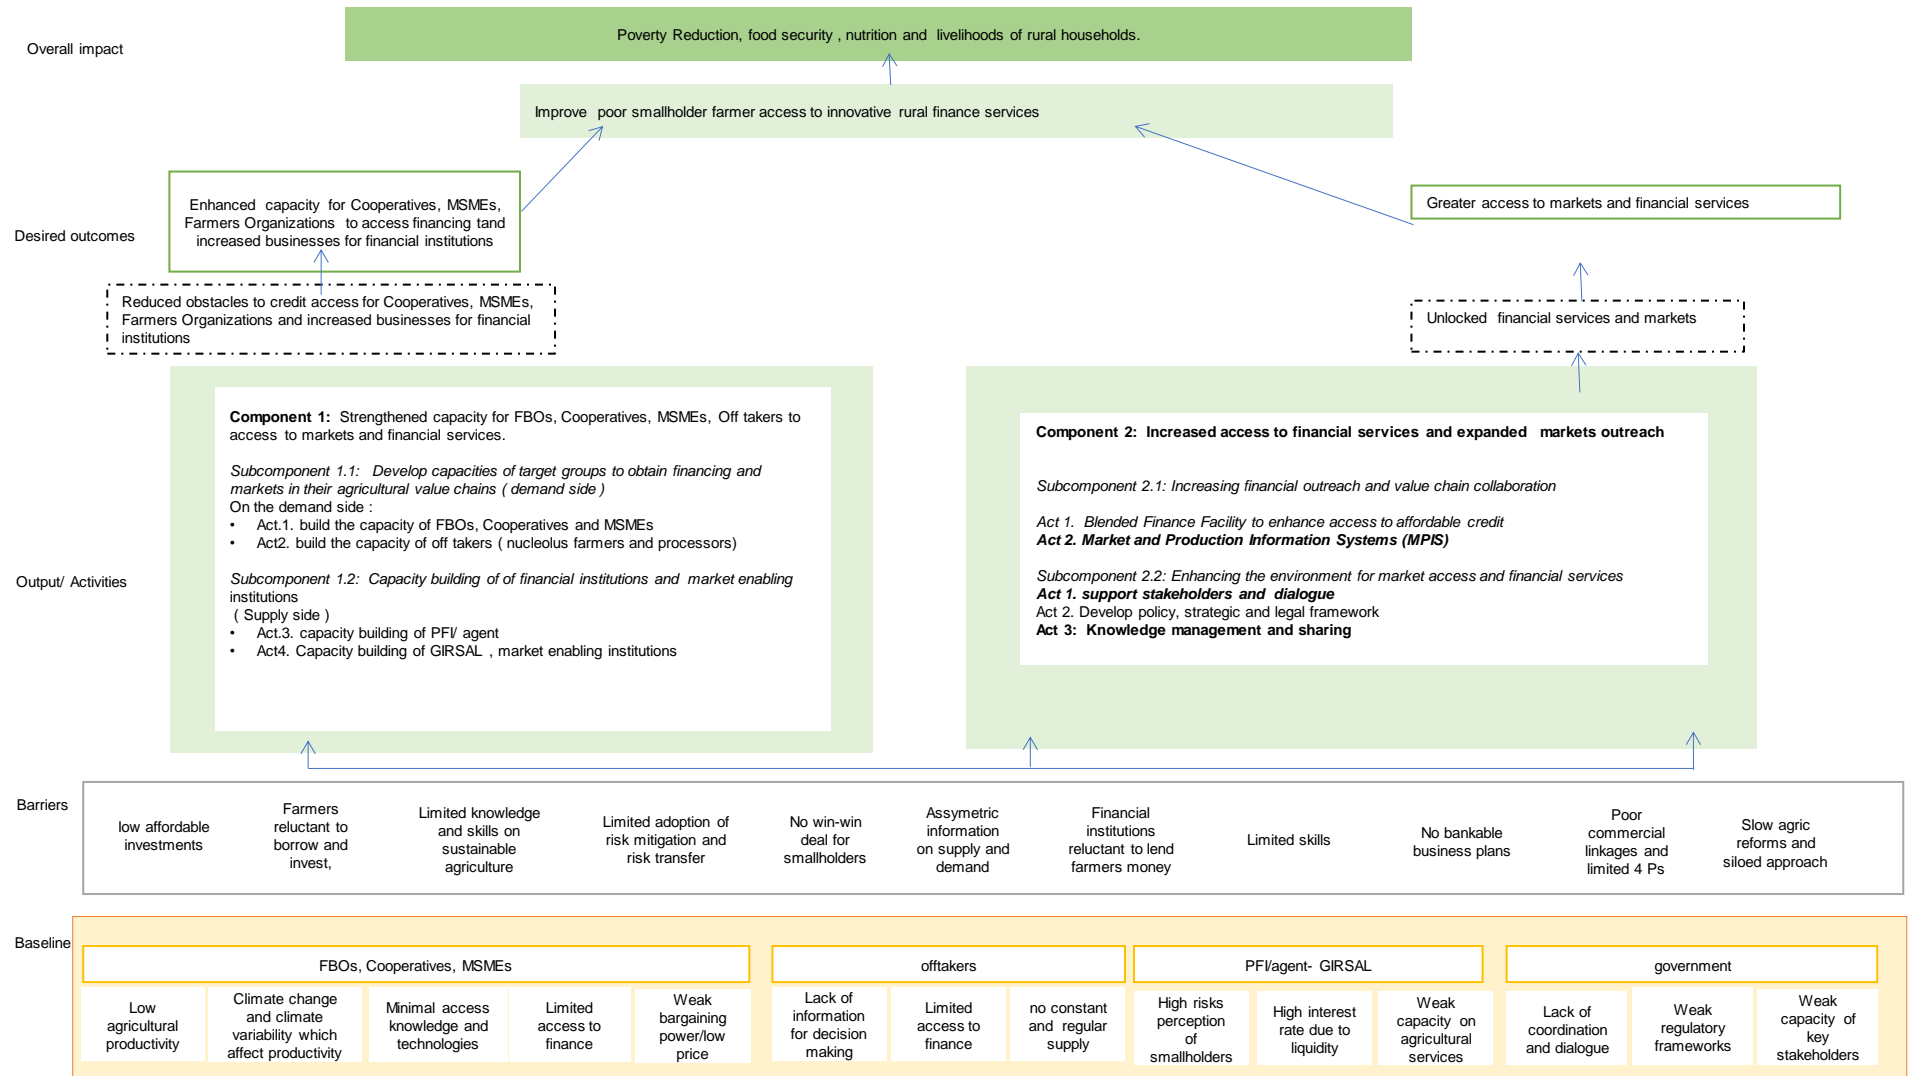 Overall impact
Poverty Reduction, food security , nutrition and livelihoods of rural households.
Improve poor smallholder farmer access to innovative rural finance services
Desired outcomes
Enhanced capacity for Cooperatives, MSMEs,
Farmers Organizations to access financing tand
increased businesses for financial institutions
Greater access to markets and financial services
Reduced obstacles to credit access for Cooperatives, MSMEs,
Farmers Organizations and increased businesses for financial
institutions
Unlocked financial services and markets
Output/ Activities
Component 1: Strengthened capacity for FBOs, Cooperatives, MSMEs, Off takers to
access to markets and financial services.
Subcomponent 1.1: Develop capacities of target groups to obtain financing and
markets in their agricultural value chains ( demand side )
On the demand side :
• Act.1. build the capacity of FBOs, Cooperatives and MSMEs
• Act2. build the capacity of off takers ( nucleolus farmers and processors)
Subcomponent 1.2: Capacity building of of financial institutions and market enabling
institutions
( Supply side )
• Act.3. capacity building of PFI/ agent
• Act4. Capacity building of GIRSAL , market enabling institutions
Component 2: Increased access to financial services and expanded markets outreach
Subcomponent 2.1: Increasing financial outreach and value chain collaboration
Act 1. Blended Finance Facility to enhance access to affordable credit
Act 2. Market and Production Information Systems (MPIS)
Subcomponent 2.2: Enhancing the environment for market access and financial services
Act 1. support stakeholders and dialogue
Act 2. Develop policy, strategic and legal framework
Act 3: Knowledge management and sharing
Barriers
low affordable
investments
Farmers
reluctant to
borrow and
invest,
Limited knowledge
and skills on
sustainable
agriculture
Limited adoption of
risk mitigation and
risk transfer
No win-win
deal for
smallholders
Assymetric
information
on supply and
demand
Financial
institutions
reluctant to lend
farmers money
Limited skills
No bankable
business plans
Poor
commercial
linkages and
limited 4 Ps
Slow agric
reforms and
siloed approach
Baseline
FBOs, Cooperatives, MSMEs
Low
agricultural
productivity
Climate change
and climate
variability which
affect productivity
Minimal access
knowledge and
technologies
Limited
access to
finance
Weak
bargaining
power/low
price
offtakers
Lack of
information
for decision
making
Limited
access to
finance
no constant
and regular
supply
PFI/agent- GIRSAL
High risks
perception
of
smallholders
High interest
rate due to
liquidity
Weak
capacity on
agricultural
services
government
Lack of
coordination
and dialogue
Weak
regulatory
frameworks
Weak
capacity of
key
stakeholders